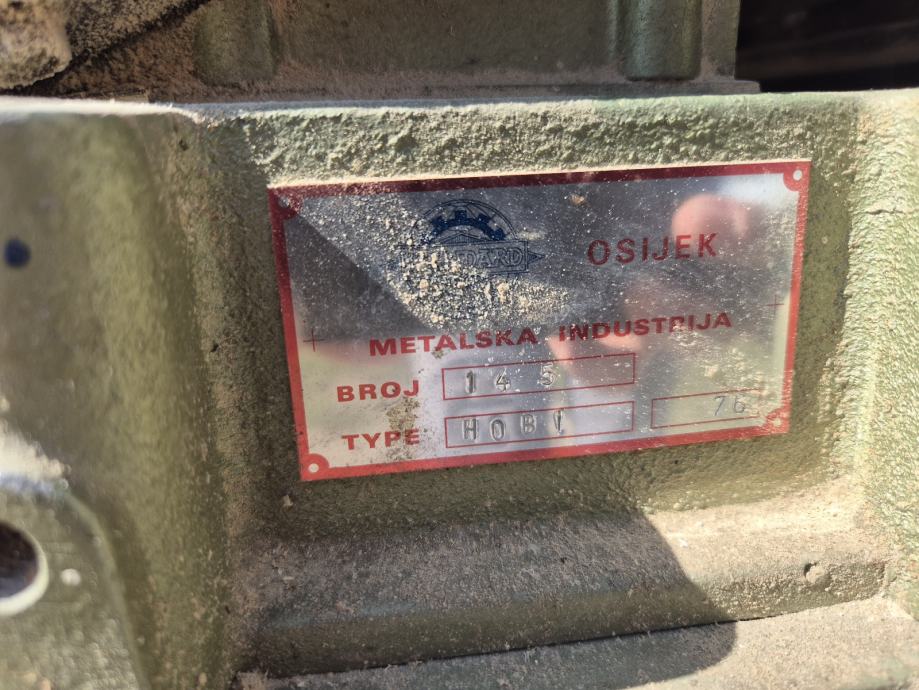 OSIJEK
METALSKA INDUSTRIJA
BROJ 145
TYPE HOBI 76